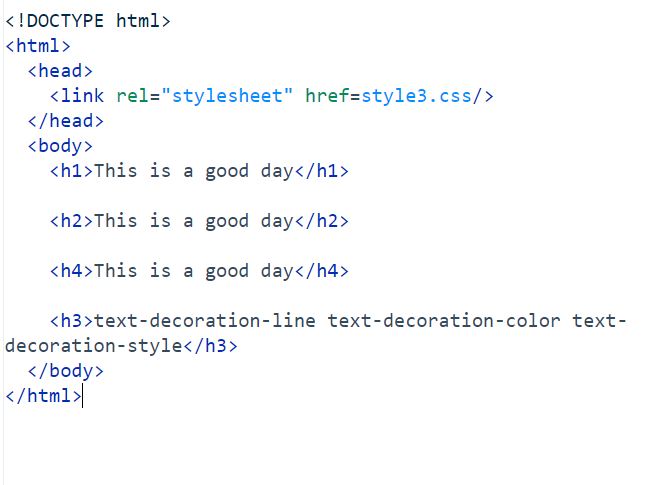 <!DOCTYPE html>
<html>
  <head>
    <link rel="stylesheet" href=style3.css/>
  </head>
  <body>
    <h1>This is a good day</h1>
    <h2>This is a good day</h2>
    <h4>This is a good day</h4>
    <h3>text-decoration-line text-decoration-color text-
decoration-style</h3>
  </body>
</html>